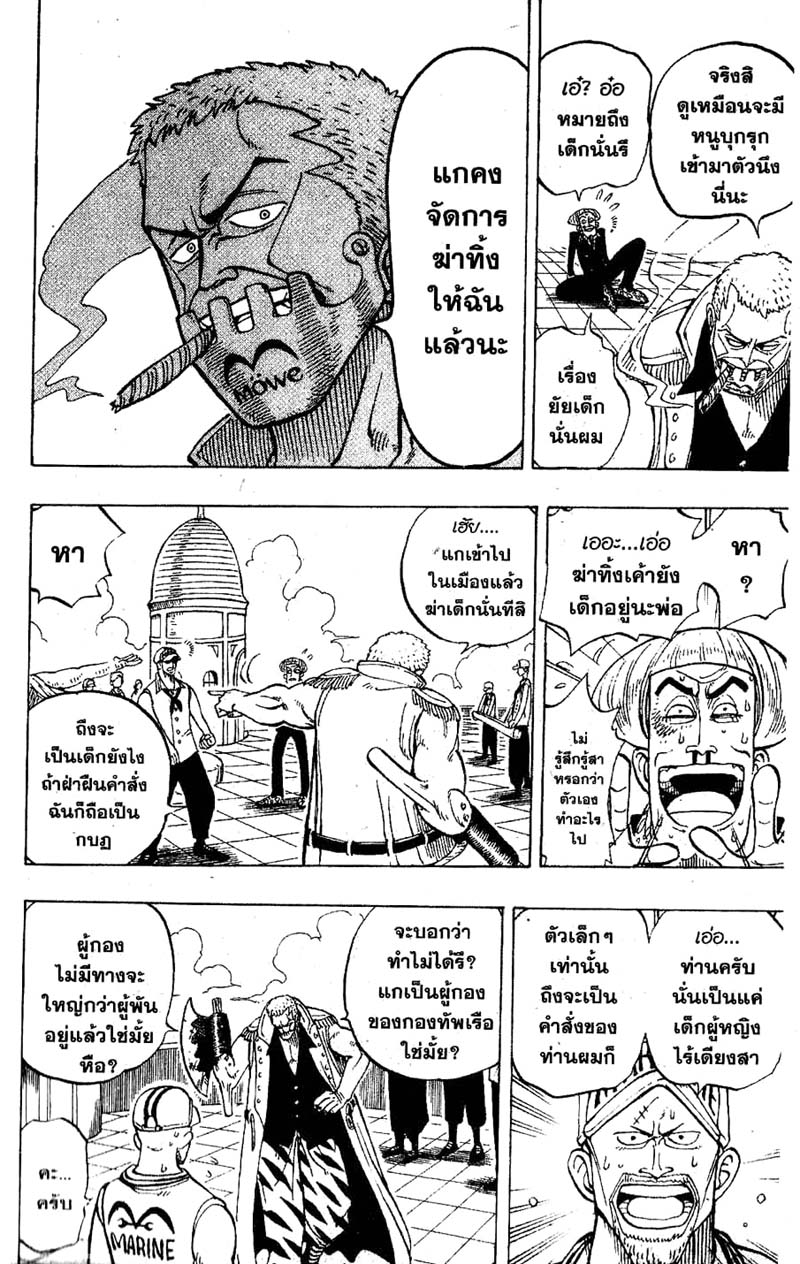 จริงสิ
ดูเหมือนจะมี
หนูบุกรุก
เข้ามาตัวนึง
นี่นะ
เอ๋? อ๋อ
หมายถึง
เด็กนั่นรึ
เรื่อง
ยัยเด็ก
นั่นผม
แกคง
จัดการ
ฆ่าทิ้ง
ให้ฉัน
แล้วนะ
MÖWe
หา
?
เออะ...เอ่อ
ฆ่าทิ้งเค้ายัง
เด็กอยู่นะพ่อ
ไม่
รู้สึกรู้สา
หรอกว่า
ตัวเอง
ทำอะไร
ไป
เฮ้ย....
แกเข้าไป
ในเมืองแล้ว
ฆ่าเด็กนั่นทีสิ
หา
ถึงจะ
เป็นเด็กยังไง
ถ้าฝ่าฝืนคำสั่ง
ฉันก็ถือเป็น
กบฏ
เอ่อ...
ท่านครับ
นั่นเป็นแค่
เด็กผู้หญิง
ไร้เดียงสา
ตัวเล็กๆ
เท่านั้น
ถึงจะเป็น
คำสั่งของ
ท่านผมก็
จะบอกว่า
ทำไม่ได้รึ?
แกเป็นผู้กอง
ของกองทัพเรือ
ใช่มั้ย?
ผู้กอง
ไม่มีทางจะ
ใหญ่กว่าผู้พัน
อยู่แล้วใช่มั้ย
หือ?
คะ...
ครับ
MARINE